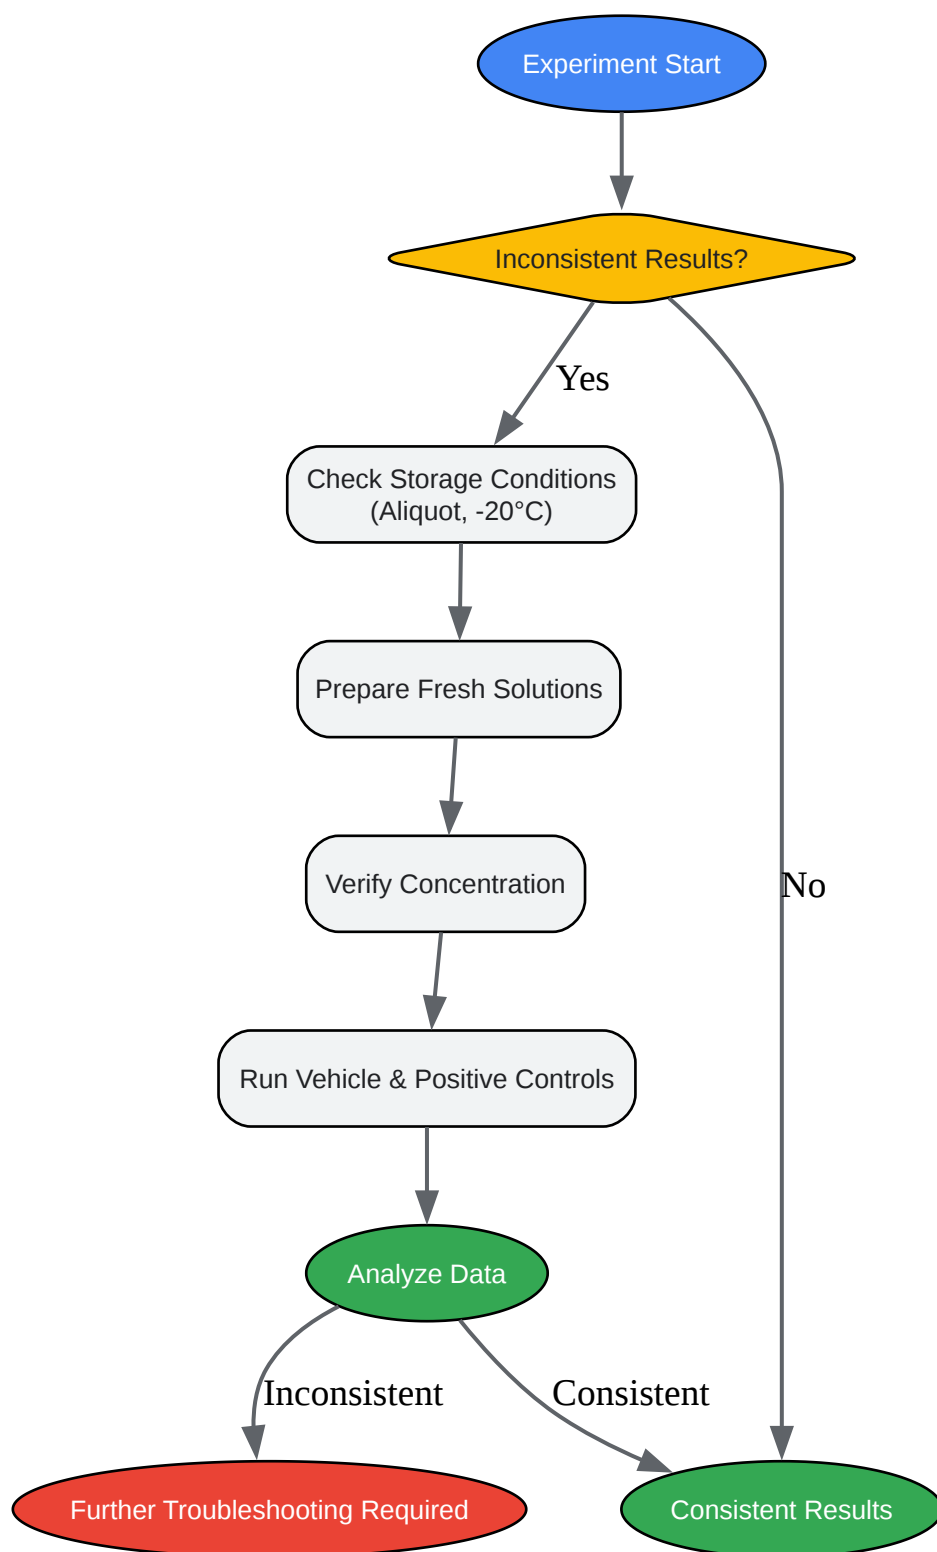 Experiment Start
Inconsistent Results?
Yes
Check Storage Conditions
(Aliquot, -20°C)
Prepare Fresh Solutions
Verify Concentration
No
Run Vehicle & Positive Controls
Analyze Data
Inconsistent
Consistent
Further Troubleshooting Required
Consistent Results